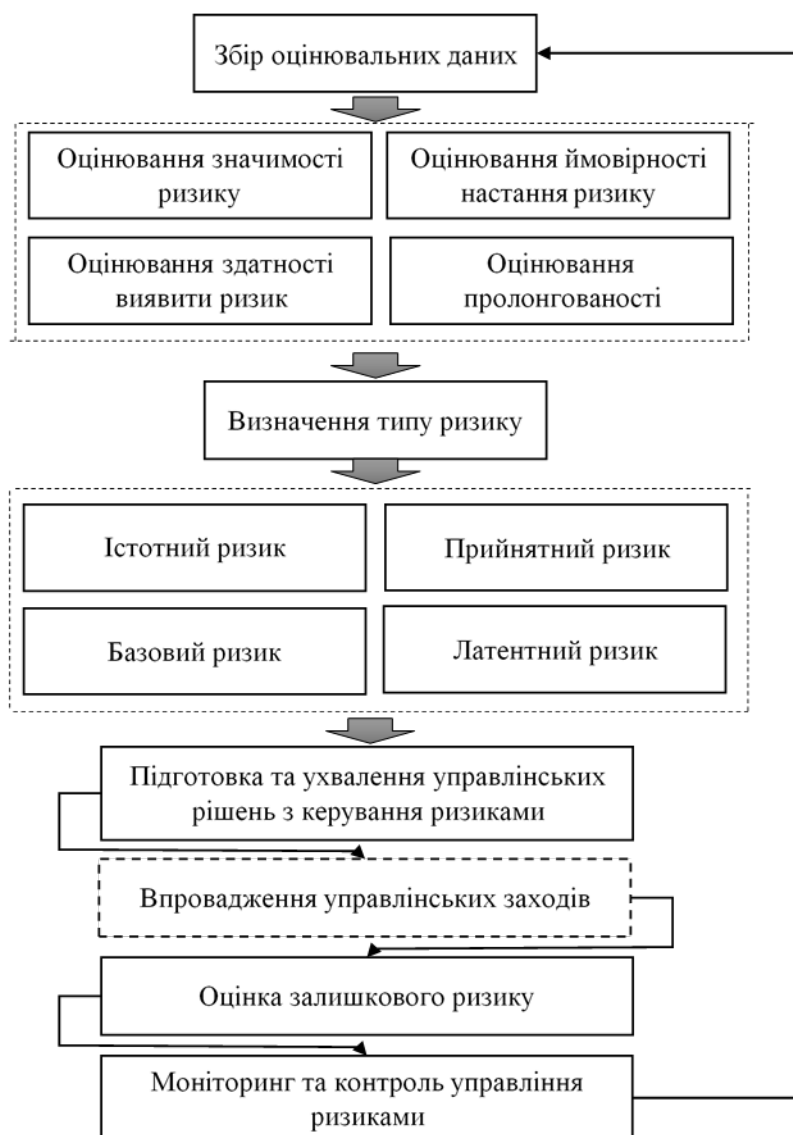 Збір оцінювальних даних
Оцінювання значимості
ризику
Оцінювання ймовірності
настання ризику
Оцінювання здатності
виявити ризик
Оцінювання
пролонгованості
Визначення типу ризику
Істотний ризик
Прийнятний ризик
Базовий ризик
Латентний ризик
Підготовка та ухвалення управлінських
рішень з керування ризиками
Впровадження управлінських заходів
Оцінка залишкового ризику
Моніторинг та контроль управління
ризиками